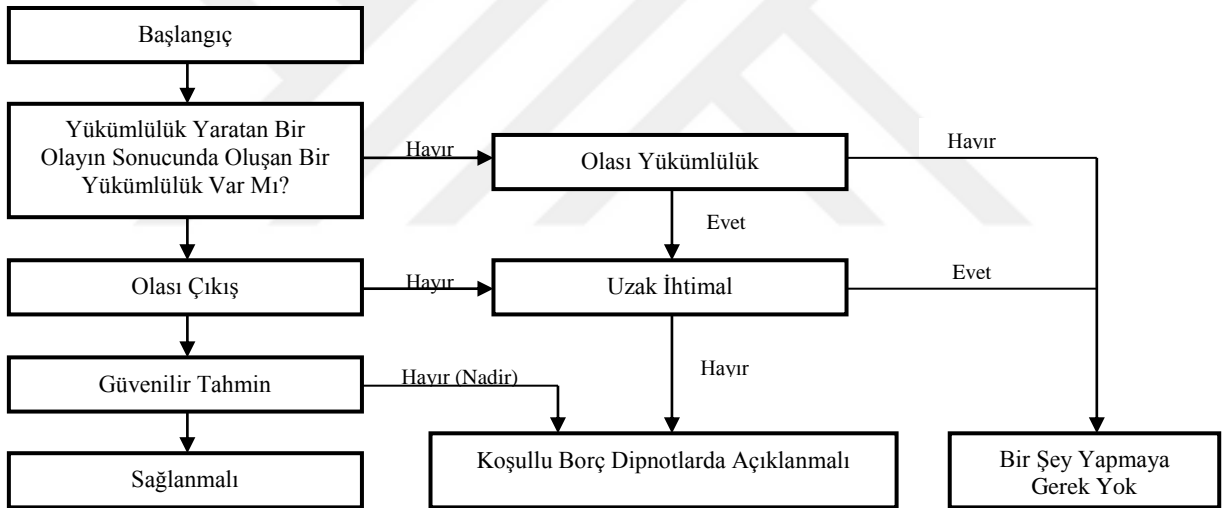 Başlangıç
Yükümlülük Yaratan Bir
Olayın Sonucunda Oluşan Bir
Yükümlülük Var Mı?
Hayır
Olası Yükümlülük
Hayır
Evet
Olası Çıkış
Hayır
Uzak İhtimal
Evet
Güvenilir Tahmin
Hayır (Nadir)
Hayır
Sağlanmalı
Koşullu Borç Dipnotlarda Açıklanmalı
Bir Şey Yapmaya
Gerek Yok